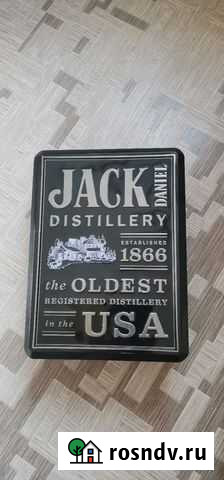 JACK
DANIEL
DISTILLERY
ESTABLISHED
1866
the OLDEST
REGISTERED DISTILLERY
in the USA
rosndv.ru